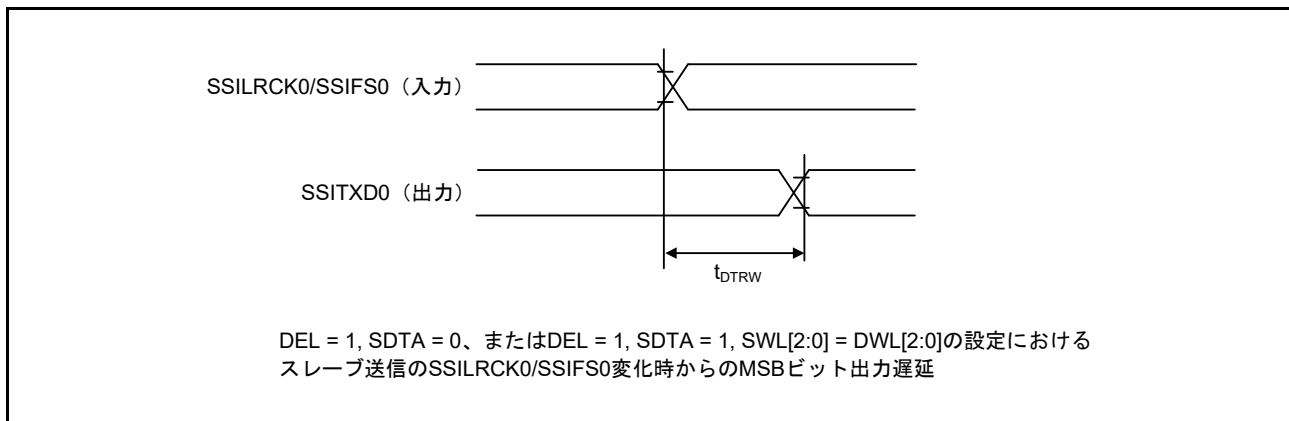 SSILRCK0/SSIFS0（入力）
SSITXD0（出力）
tDTRW
DEL = 1, SDTA = 0、またはDEL = 1, SDTA = 1, SWL[2:0] = DWL[2:0]の設定における
スレーブ送信のSSILRCK0/SSIFS0変化時からのMSBビット出力遅延